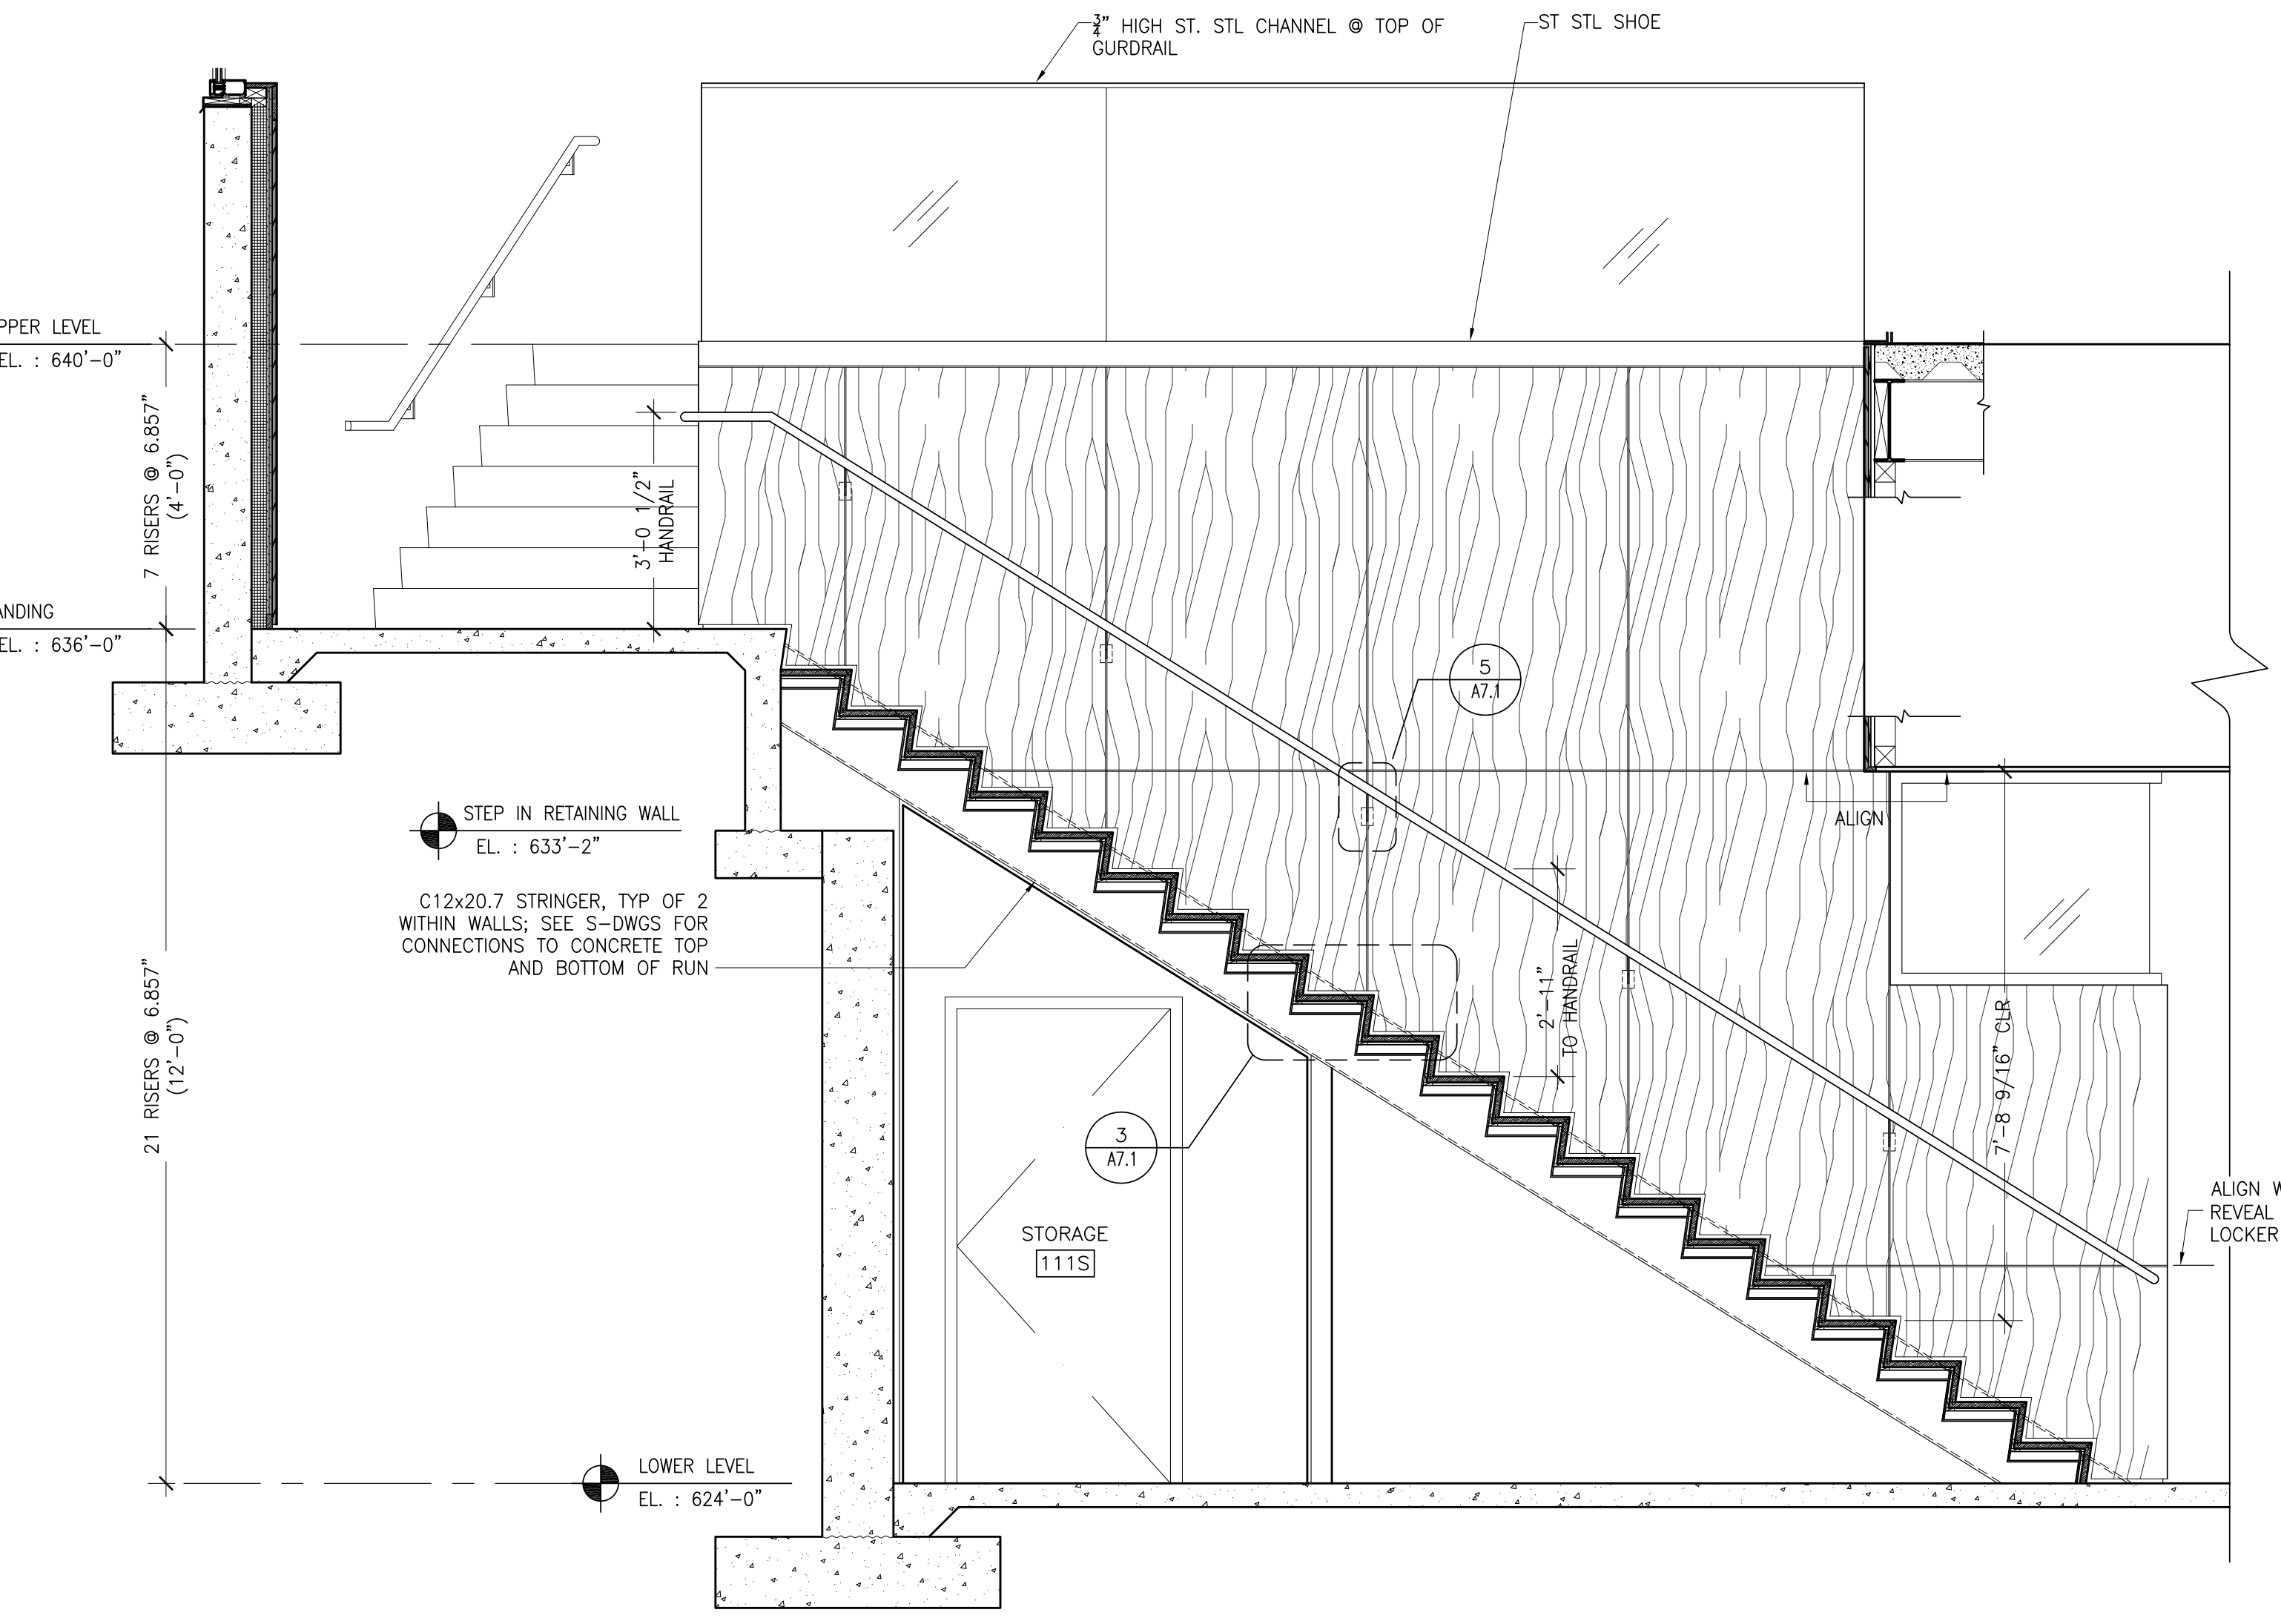 3/4" HIGH ST. STL CHANNEL @ TOP OF
GURDRAIL
ST STL SHOE
PPER LEVEL
EL. : 640'-0"
7 RISERS @ 6.857"
(4'-0")
3'-0 1/2"
HANDRAIL
ANDING
EL. : 636'-0"
5
A7.1
STEP IN RETAINING WALL
EL. : 633'-2"
ALIGN
C12x20.7 STRINGER, TYP OF 2
WITHIN WALLS; SEE S-DWGS FOR
CONNECTIONS TO CONCRETE TOP
AND BOTTOM OF RUN
2'-11"
TO HANDRAIL
7'-8 9/16" CLR
21 RISERS @ 6.857"
(12'-0")
3
A7.1
STORAGE
111S
ALIGN W
REVEAL
LOCKER
LOWER LEVEL
EL. : 624'-0"